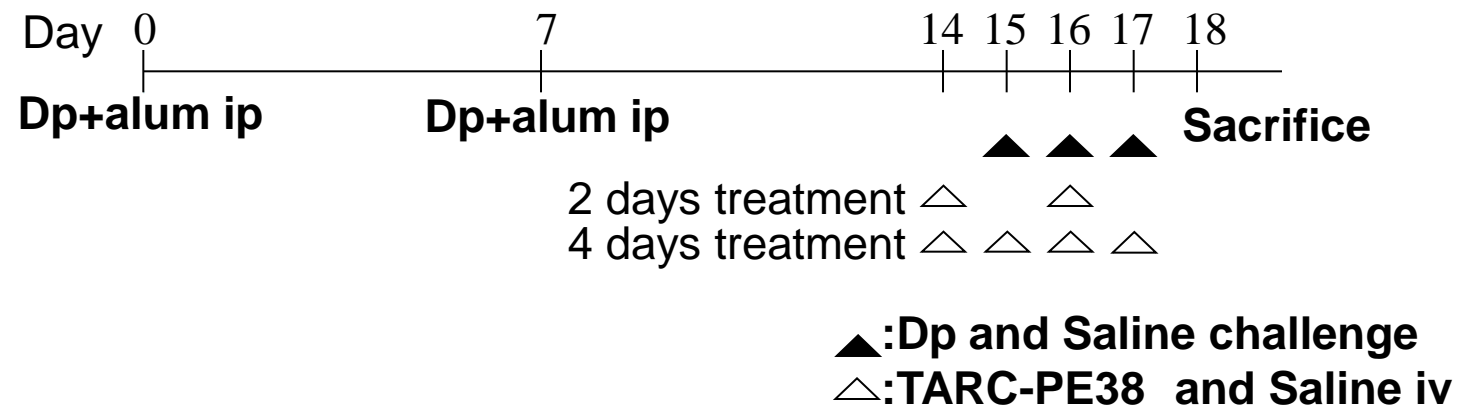 Day 0 7 14 15 16 17 18
Dp+alum ip Dp+alum ip Sacrifice
2 days treatment
4 days treatment
:Dp and Saline challenge
:TARC-PE38 and Saline iv